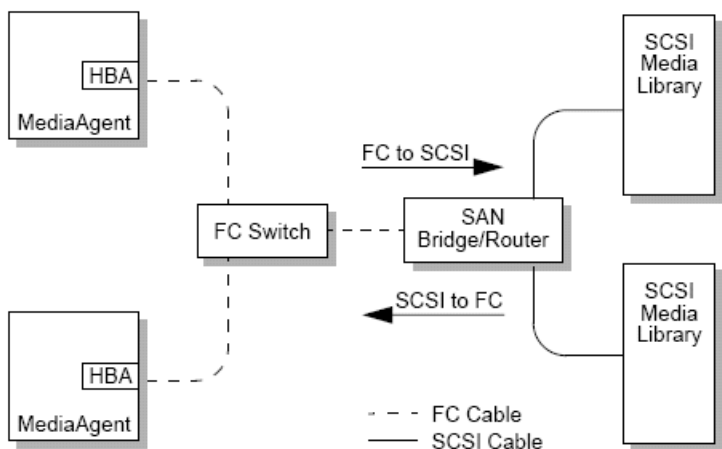 HBA
MediaAgent
SCSI
Media
Library
FC to SCSI
FC Switch
SAN
Bridge/Router
SCSI to FC
SCSI
Media
Library
HBA
MediaAgent
FC Cable
SCSI Cable